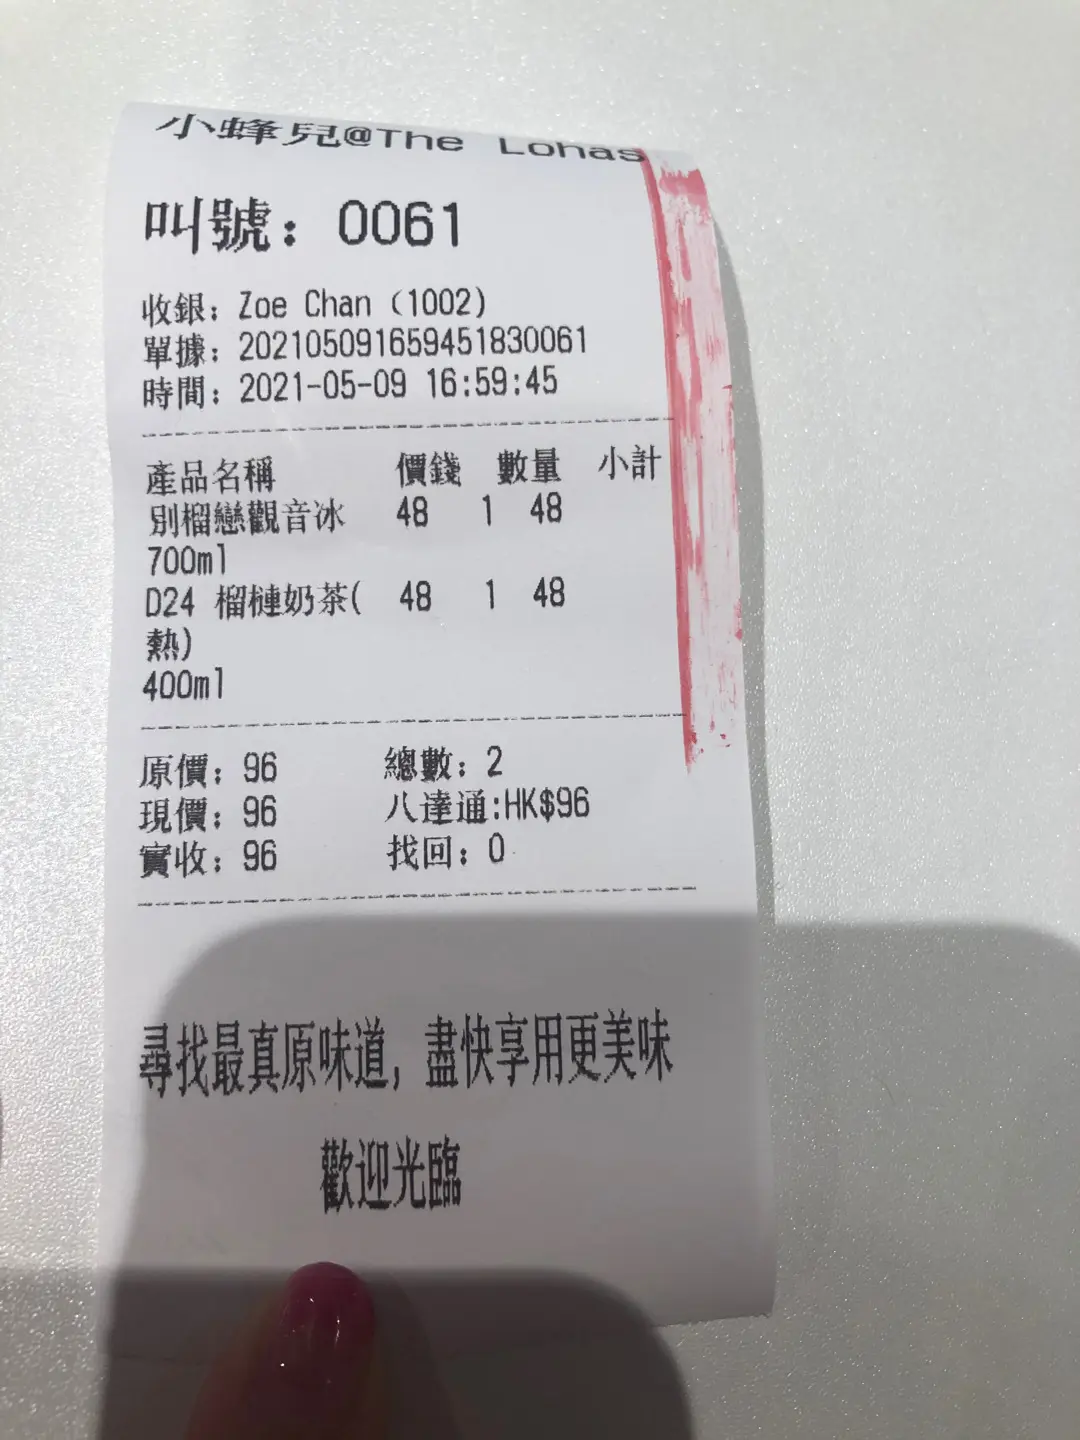 小蜂兒@The Lohas
叫號：0061
收銀：Zoe Chan (1002)
單據：202105091659451830061
時間：2021-05-09 16:59:45
產品名稱 價錢 數量 小計
別榴戀觀音冰 48 1 48
700ml
D24 榴槤奶茶( 48 1 48
熱)
400ml
原價：96 總數：2
現價：96 八達通:HK$96
實收：96 找回：0
尋找最真原味道，盡快享用更美味
歡迎光臨